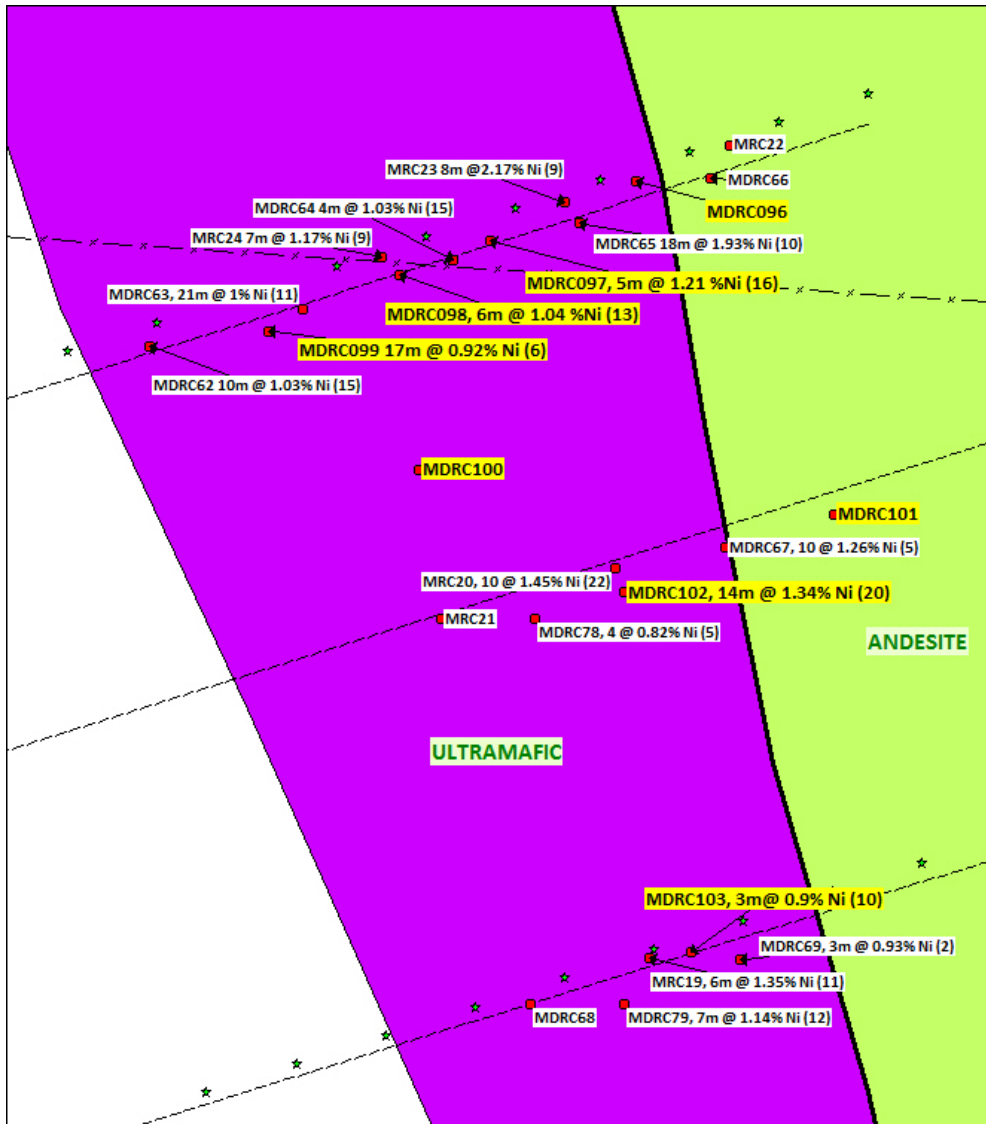 MRC22
MRC23 8m @2.17% Ni (9)
MDRC66
MDRC64 4m @ 1.03% Ni (15)
MDRC096
MRC24 7m @ 1.17% Ni (9)
MDRC65 18m @ 1.93% Ni (10)
MDRC097, 5m @ 1.21 %Ni (16)
MDRC63, 21m @ 1% Ni (11)
MDRC098, 6m @ 1.04 %Ni (13)
MDRC099 17m @ 0.92% Ni (6)
MDRC62 10m @ 1.03% Ni (15)
MDRC100
MDRC101
MDRC67, 10 @ 1.26% Ni (5)
MRC20, 10 @ 1.45% Ni (22)
MDRC102, 14m @ 1.34% Ni (20)
MRC21
MDRC78, 4 @ 0.82% Ni (5)
ANDESITE
ULTRAMAFIC
MDRC103, 3m@ 0.9% Ni (10)
MDRC69, 3m @ 0.93% Ni (2)
MRC19, 6m @ 1.35% Ni (11)
MDRC68
MDRC79, 7m @ 1.14% Ni (12)